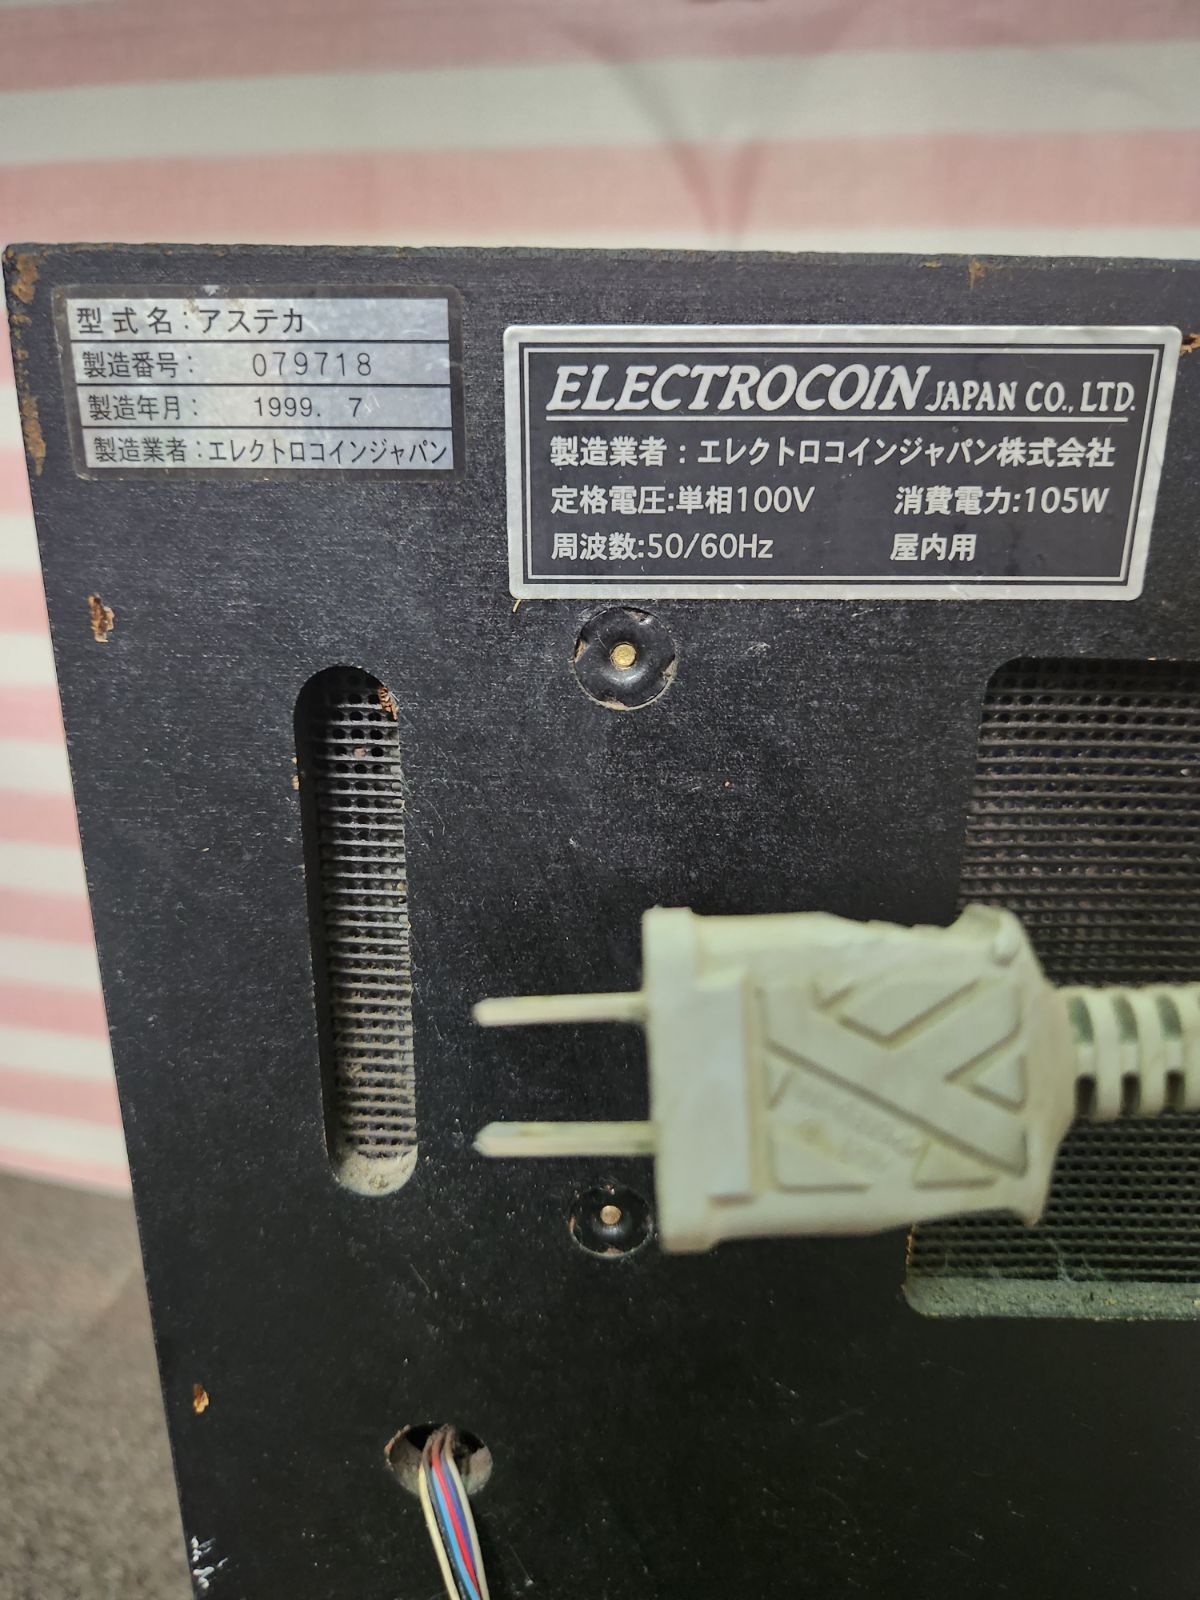 型式名：アステカ
製造番号： 079718
製造年月： 1999. 7
製造業者：エレクトロコインジャパン
ELECTROCOIN JAPAN CO., LTD.
製造業者：エレクトロコインジャパン株式会社
定格電圧:単相100V 消費電力:105W
周波数:50/60Hz 屋内用